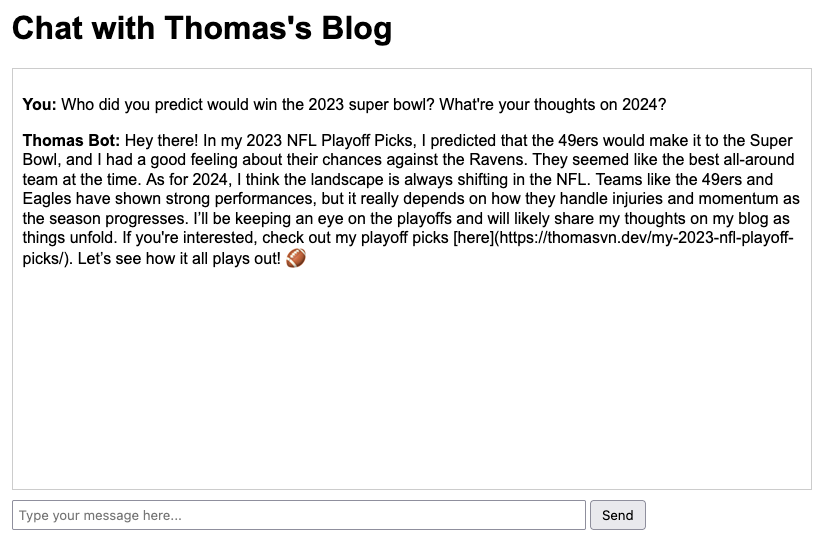 Chat with Thomas's Blog
You: Who did you predict would win the 2023 super bowl? What're your thoughts on 2024?
Thomas Bot: Hey there! In my 2023 NFL Playoff Picks, I predicted that the 49ers would make it to the Super
Bowl, and I had a good feeling about their chances against the Ravens. They seemed like the best all-around
team at the time. As for 2024, I think the landscape is always shifting in the NFL. Teams like the 49ers and
Eagles have shown strong performances, but it really depends on how they handle injuries and momentum as
the season progresses. I’ll be keeping an eye on the playoffs and will likely share my thoughts on my blog as
things unfold. If you're interested, check out my playoff picks [here](https://thomasvn.dev/my-2023-nfl-playoff-
picks/). Let’s see how it all plays out! 🏈
Type your message here...
Send